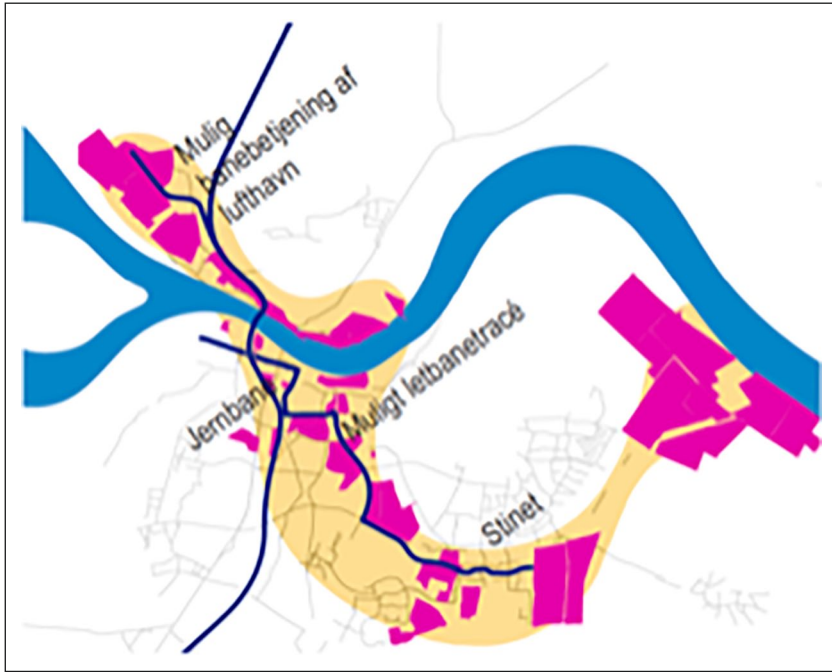 Mulig
banebetjening af
lufthavn
Jernbane
Muligt letbanetracé
Stinet